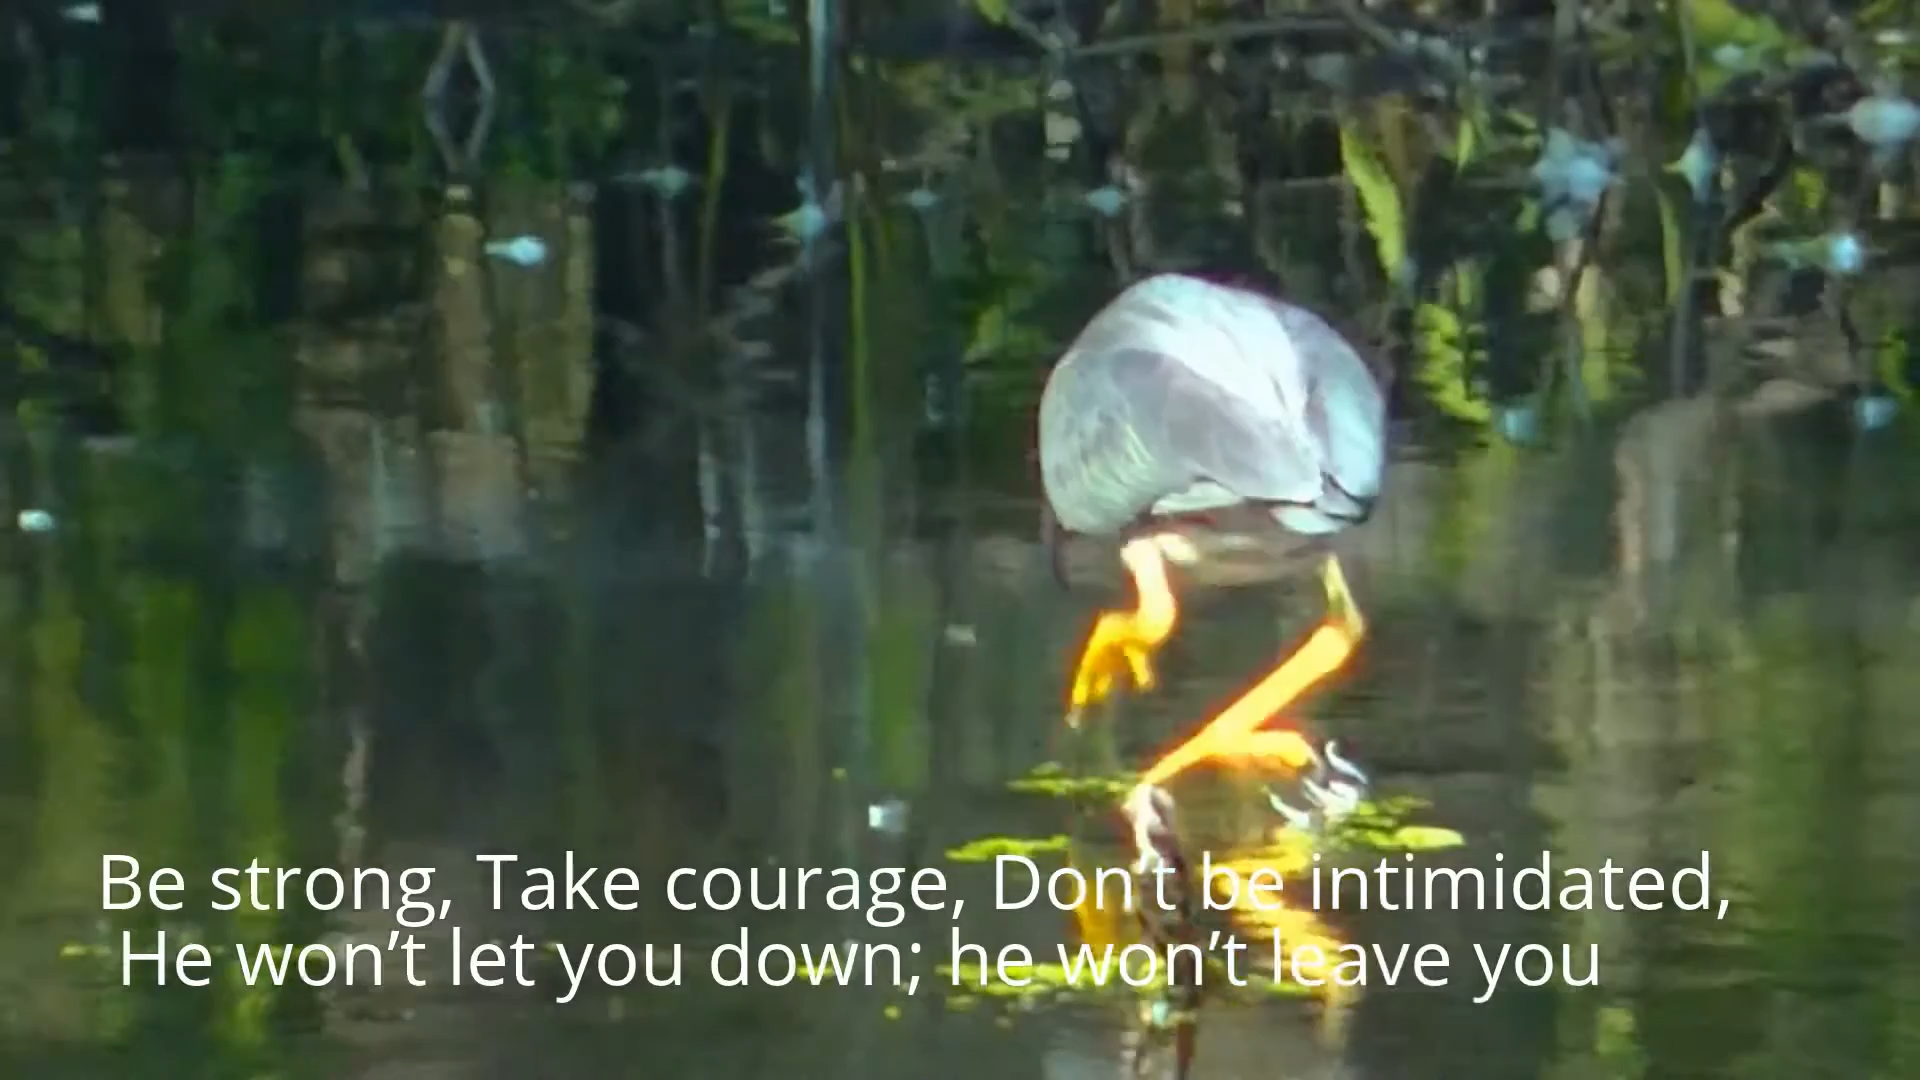 Be strong, Take courage, Don’t be intimidated,
He won’t let you down; he won’t leave you